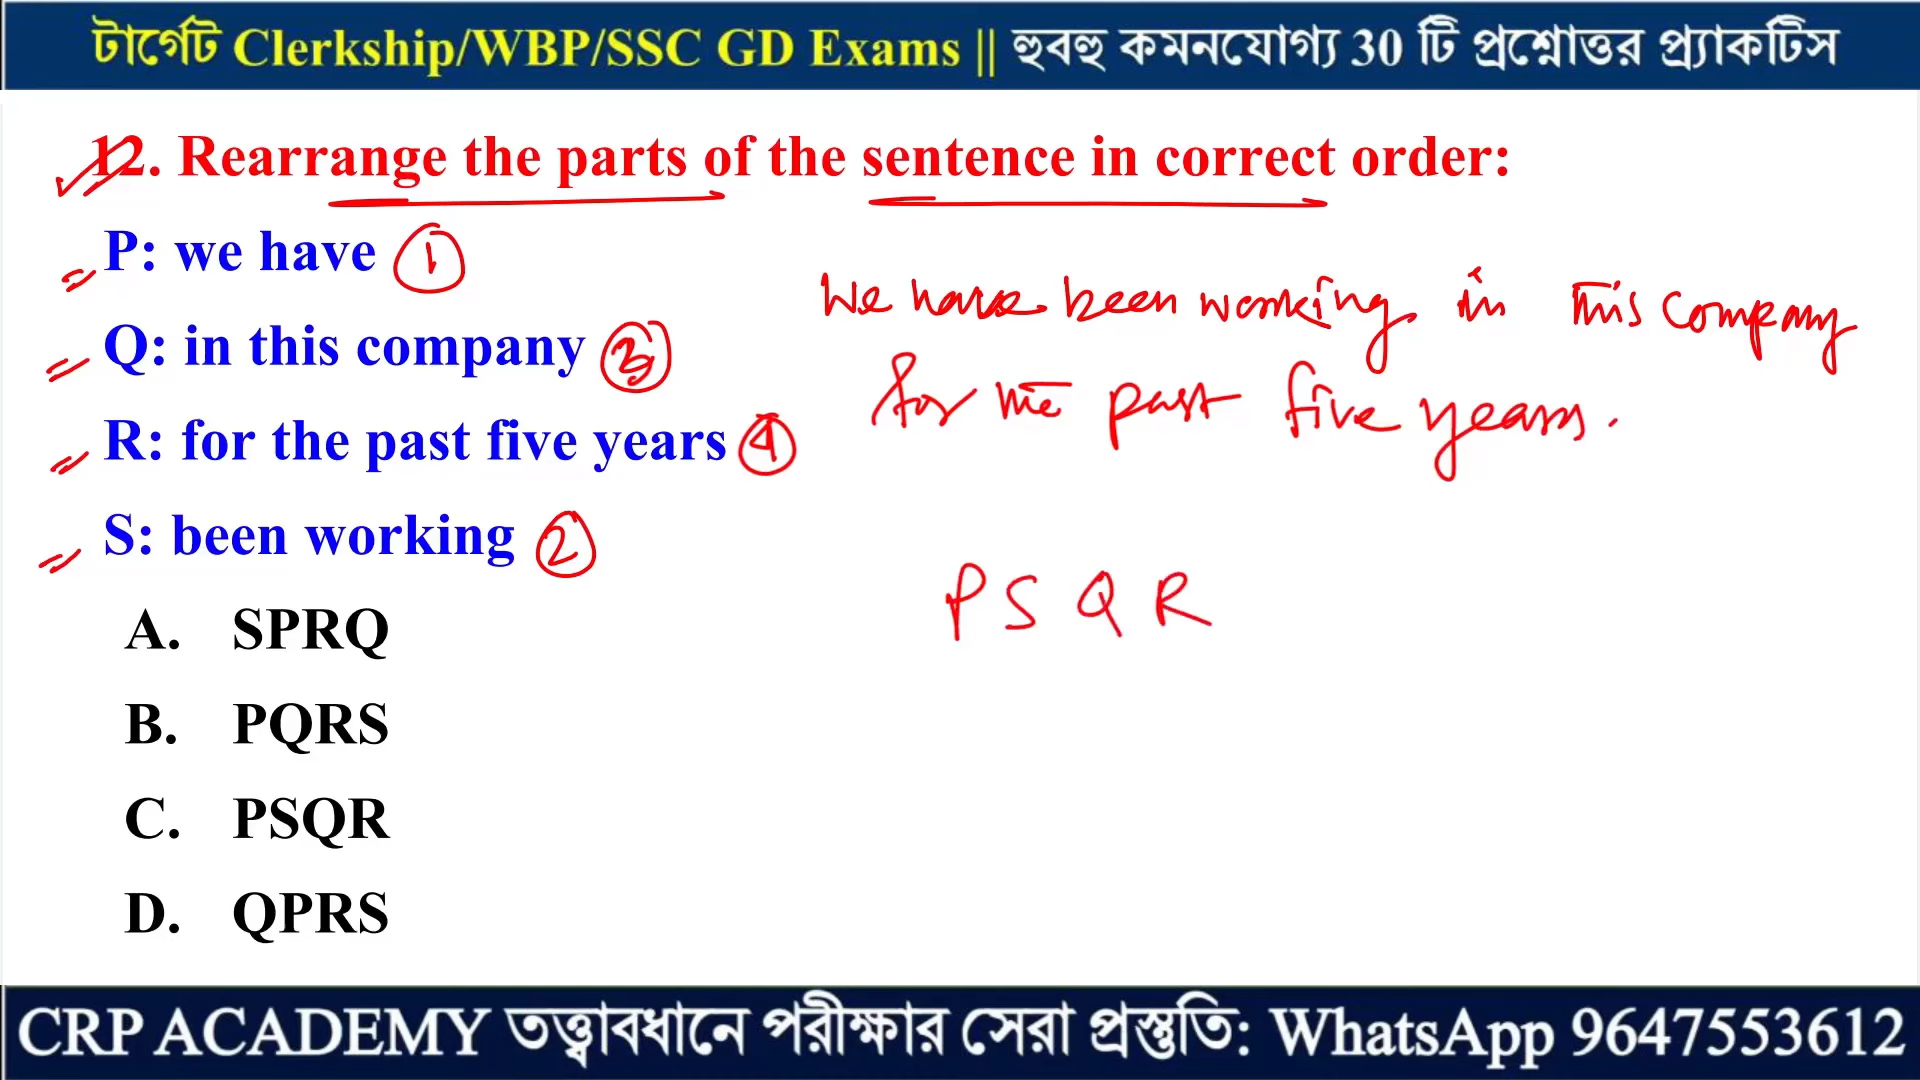 টার্গেট Clerkship/WBP/SSC GD Exams || হুবহু কমনযোগ্য 30 টি প্রশ্নোত্তর প্র্যাকটিস
12. Rearrange the parts of the sentence in correct order:
P: we have 1
Q: in this company 3
R: for the past five years 4
S: been working 2
We have been working in this company
for the past five years.
P S Q R
A. SPRQ
B. PQRS
C. PSQR
D. QPRS
CRP ACADEMY তত্ত্বাবধানে পরীক্ষার সেরা প্রস্তুতি: WhatsApp 9647553612